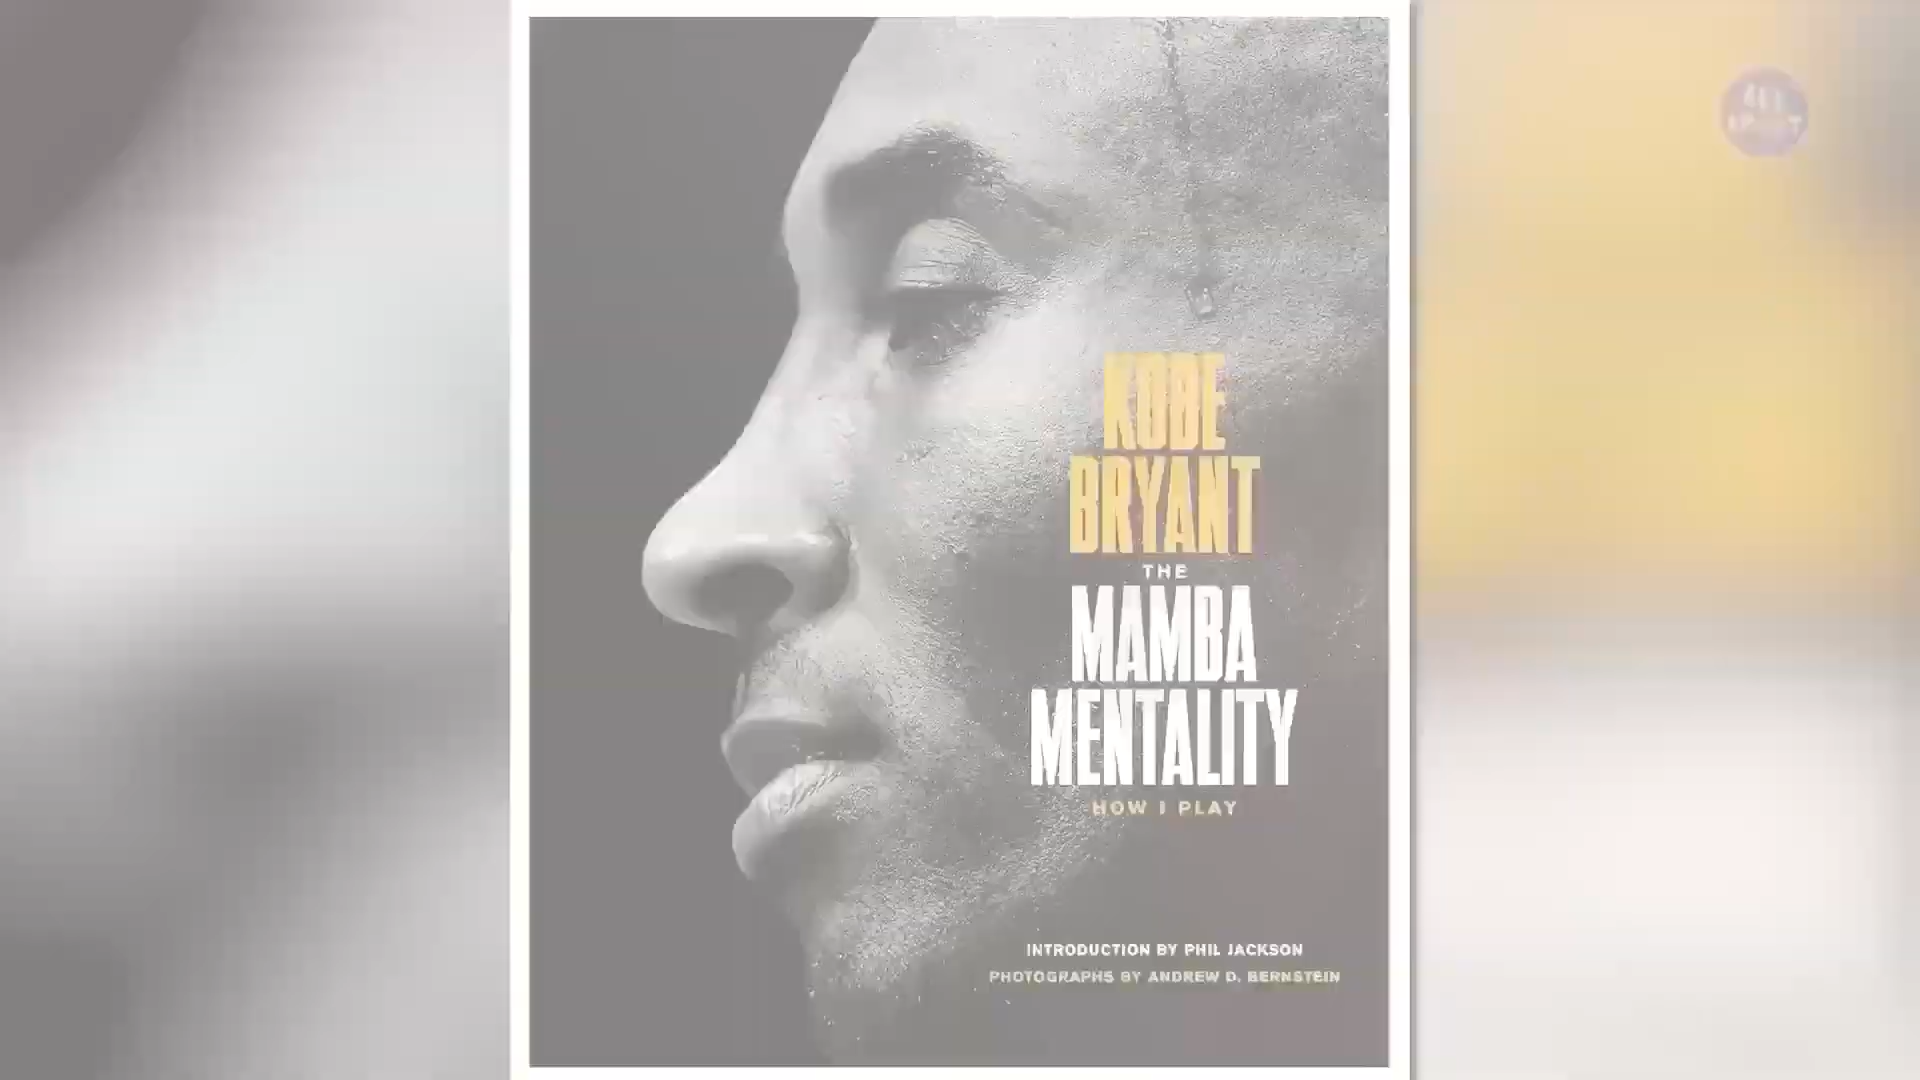 KOBE
BRYANT
THE
MAMBA
MENTALITY
HOW I PLAY
INTRODUCTION BY PHIL JACKSON
PHOTOGRAPHS BY ANDREW D. BERNSTEIN